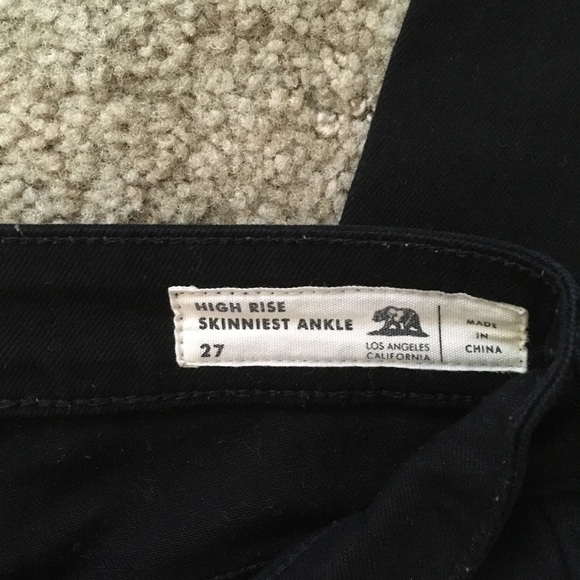 HIGH RISE
SKINNIEST ANKLE
27
LOS ANGELES
CALIFORNIA
MADE
IN
CHINA